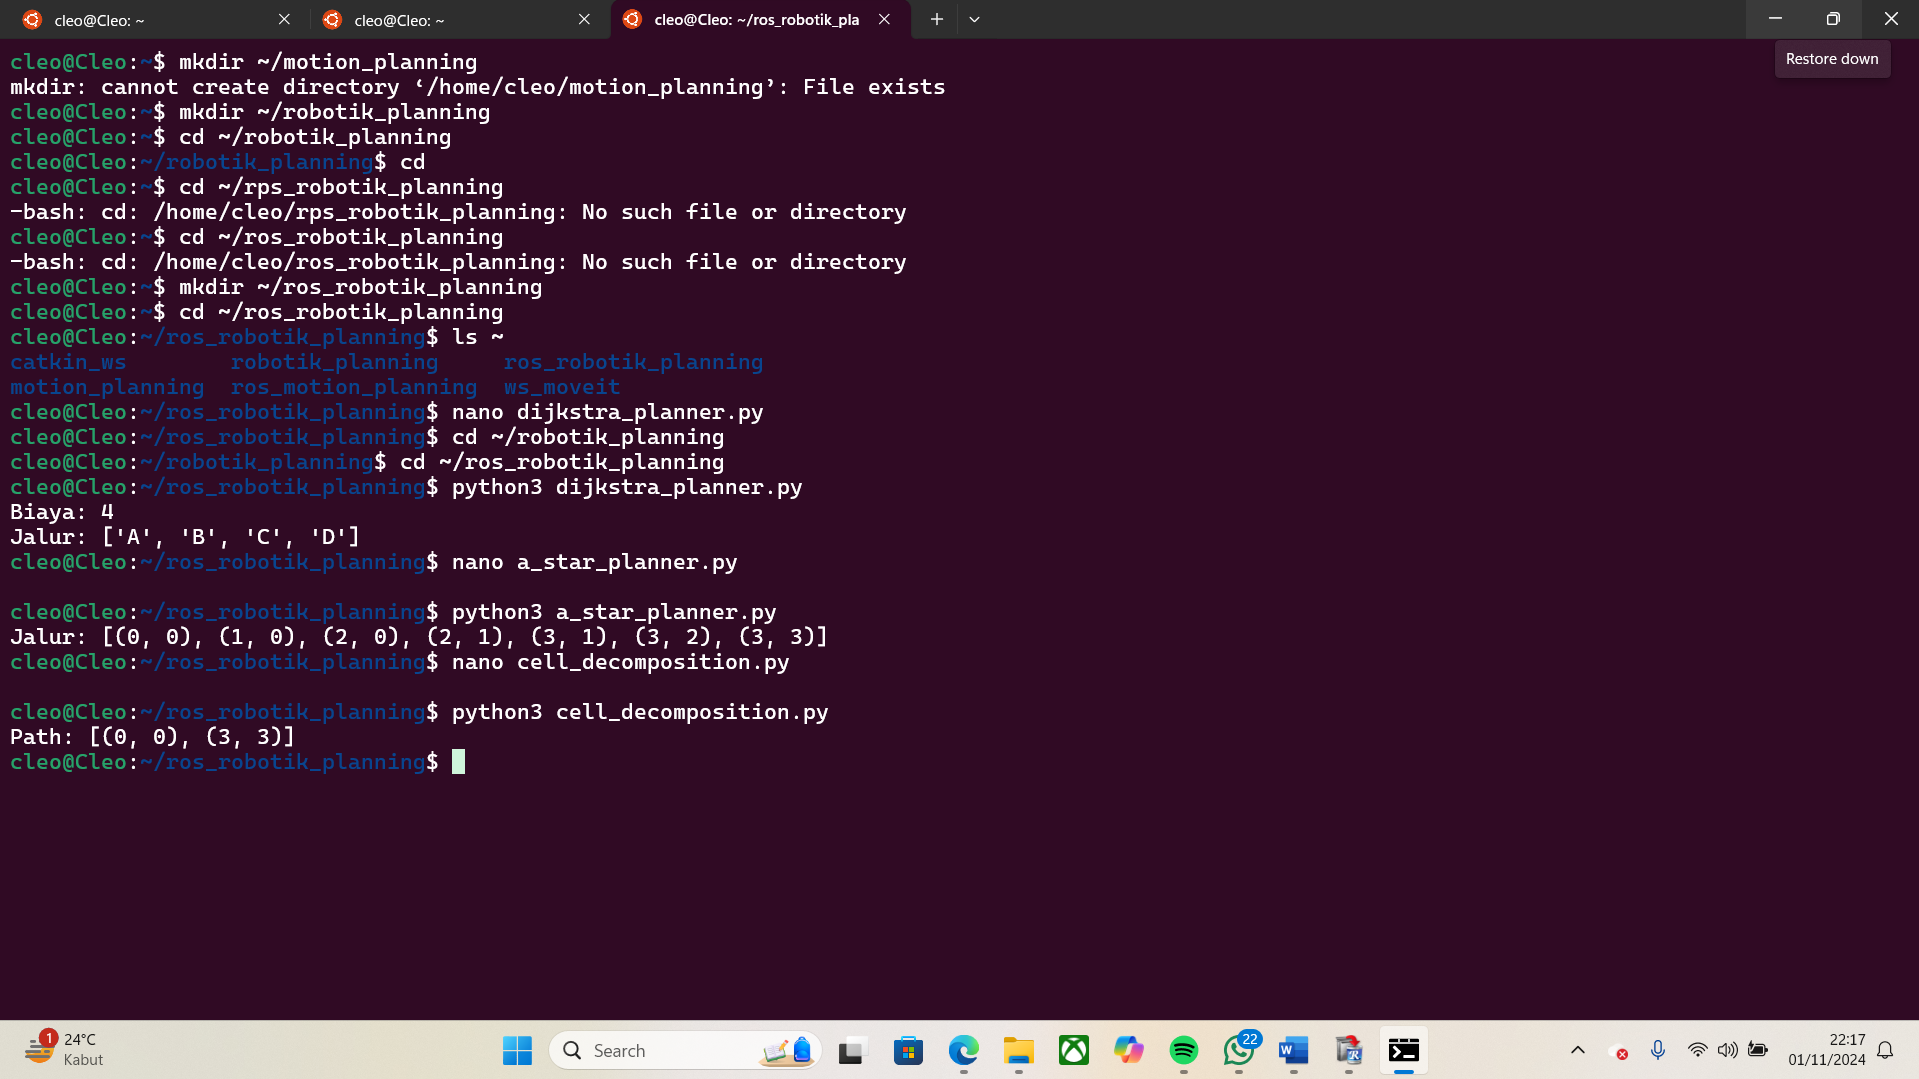 cleo@Cleo: ~
cleo@Cleo: ~
cleo@Cleo: ~/ros_robotik_pla
Restore down
cleo@Cleo:~$ mkdir ~/motion_planning
mkdir: cannot create directory ‘/home/cleo/motion_planning’: File exists
cleo@Cleo:~$ mkdir ~/robotik_planning
cleo@Cleo:~$ cd ~/robotik_planning
cleo@Cleo:~/robotik_planning$ cd
cleo@Cleo:~$ cd ~/rps_robotik_planning
-bash: cd: /home/cleo/rps_robotik_planning: No such file or directory
cleo@Cleo:~$ cd ~/ros_robotik_planning
-bash: cd: /home/cleo/ros_robotik_planning: No such file or directory
cleo@Cleo:~$ mkdir ~/ros_robotik_planning
cleo@Cleo:~$ cd ~/ros_robotik_planning
cleo@Cleo:~/ros_robotik_planning$ ls ~
catkin_ws        robotik_planning     ros_robotik_planning
motion_planning  ros_motion_planning  ws_moveit
cleo@Cleo:~/ros_robotik_planning$ nano dijkstra_planner.py
cleo@Cleo:~/ros_robotik_planning$ cd ~/robotik_planning
cleo@Cleo:~/robotik_planning$ cd ~/ros_robotik_planning
cleo@Cleo:~/ros_robotik_planning$ python3 dijkstra_planner.py
Biaya: 4
Jalur: ['A', 'B', 'C', 'D']
cleo@Cleo:~/ros_robotik_planning$ nano a_star_planner.py
cleo@Cleo:~/ros_robotik_planning$ python3 a_star_planner.py
Jalur: [(0, 0), (1, 0), (2, 0), (2, 1), (3, 1), (3, 2), (3, 3)]
cleo@Cleo:~/ros_robotik_planning$ nano cell_decomposition.py
cleo@Cleo:~/ros_robotik_planning$ python3 cell_decomposition.py
Path: [(0, 0), (3, 3)]
cleo@Cleo:~/ros_robotik_planning$
1
24°C
Kabut
Search
22
22:17
01/11/2024